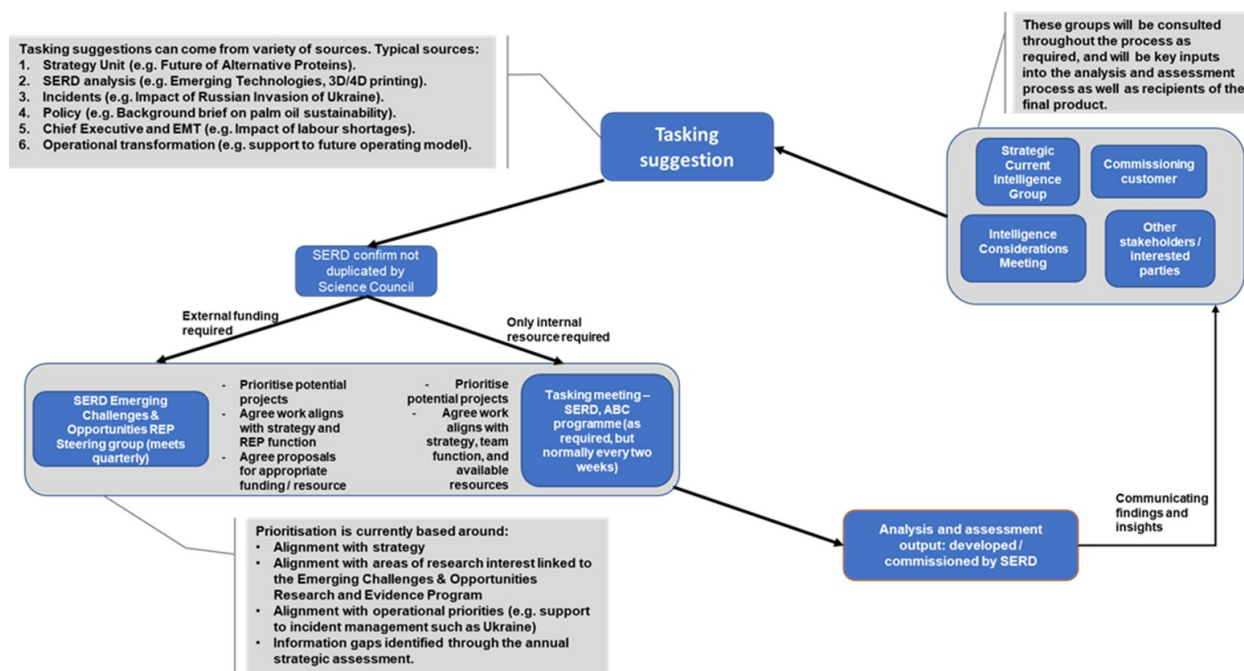 Tasking suggestions can come from variety of sources. Typical sources:
1. Strategy Unit (e.g. Future of Alternative Proteins).
2. SERD analysis (e.g. Emerging Technologies, 3D/4D printing).
3. Incidents (e.g. Impact of Russian Invasion of Ukraine).
4. Policy (e.g. Background brief on palm oil sustainability).
5. Chief Executive and EMT (e.g. Impact of labour shortages).
6. Operational transformation (e.g. support to future operating model).
These groups will be consulted
throughout the process as
required, and will be key inputs
into the analysis and assessment
process as well as recipients of the
final product.
Tasking
suggestion
Strategic
Current
Intelligence
Group
Commissioning
customer
Intelligence
Considerations
Meeting
Other
stakeholders /
interested
parties
SERD confirm not
duplicated by
Science Council
External funding
required
Only internal
resource required
SERD Emerging
Challenges &
Opportunities REP
Steering group (meets
quarterly)
- Prioritise potential
projects
- Agree work aligns
with strategy and
REP function
- Agree proposals
for appropriate
funding / resource
- Prioritise
potential projects
- Agree work
aligns with
strategy, team
function, and
available
resources
Tasking meeting –
SERD, ABC
programme (as
required, but
normally every two
weeks)
Prioritisation is currently based around:
• Alignment with strategy
• Alignment with areas of research interest linked to
the Emerging Challenges & Opportunities
Research and Evidence Program
• Alignment with operational priorities (e.g. support
to incident management such as Ukraine)
• Information gaps identified through the annual
strategic assessment.
Analysis and assessment
output: developed /
commissioned by SERD
Communicating
findings and
insights